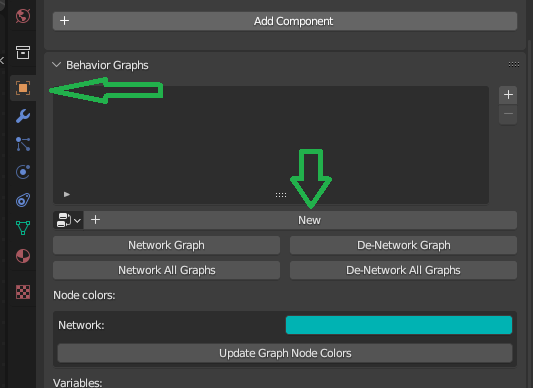 Add Component
Behavior Graphs
New
Network Graph
De-Network Graph
Network All Graphs
De-Network All Graphs
Node colors:
Network:
Update Graph Node Colors
Variables: